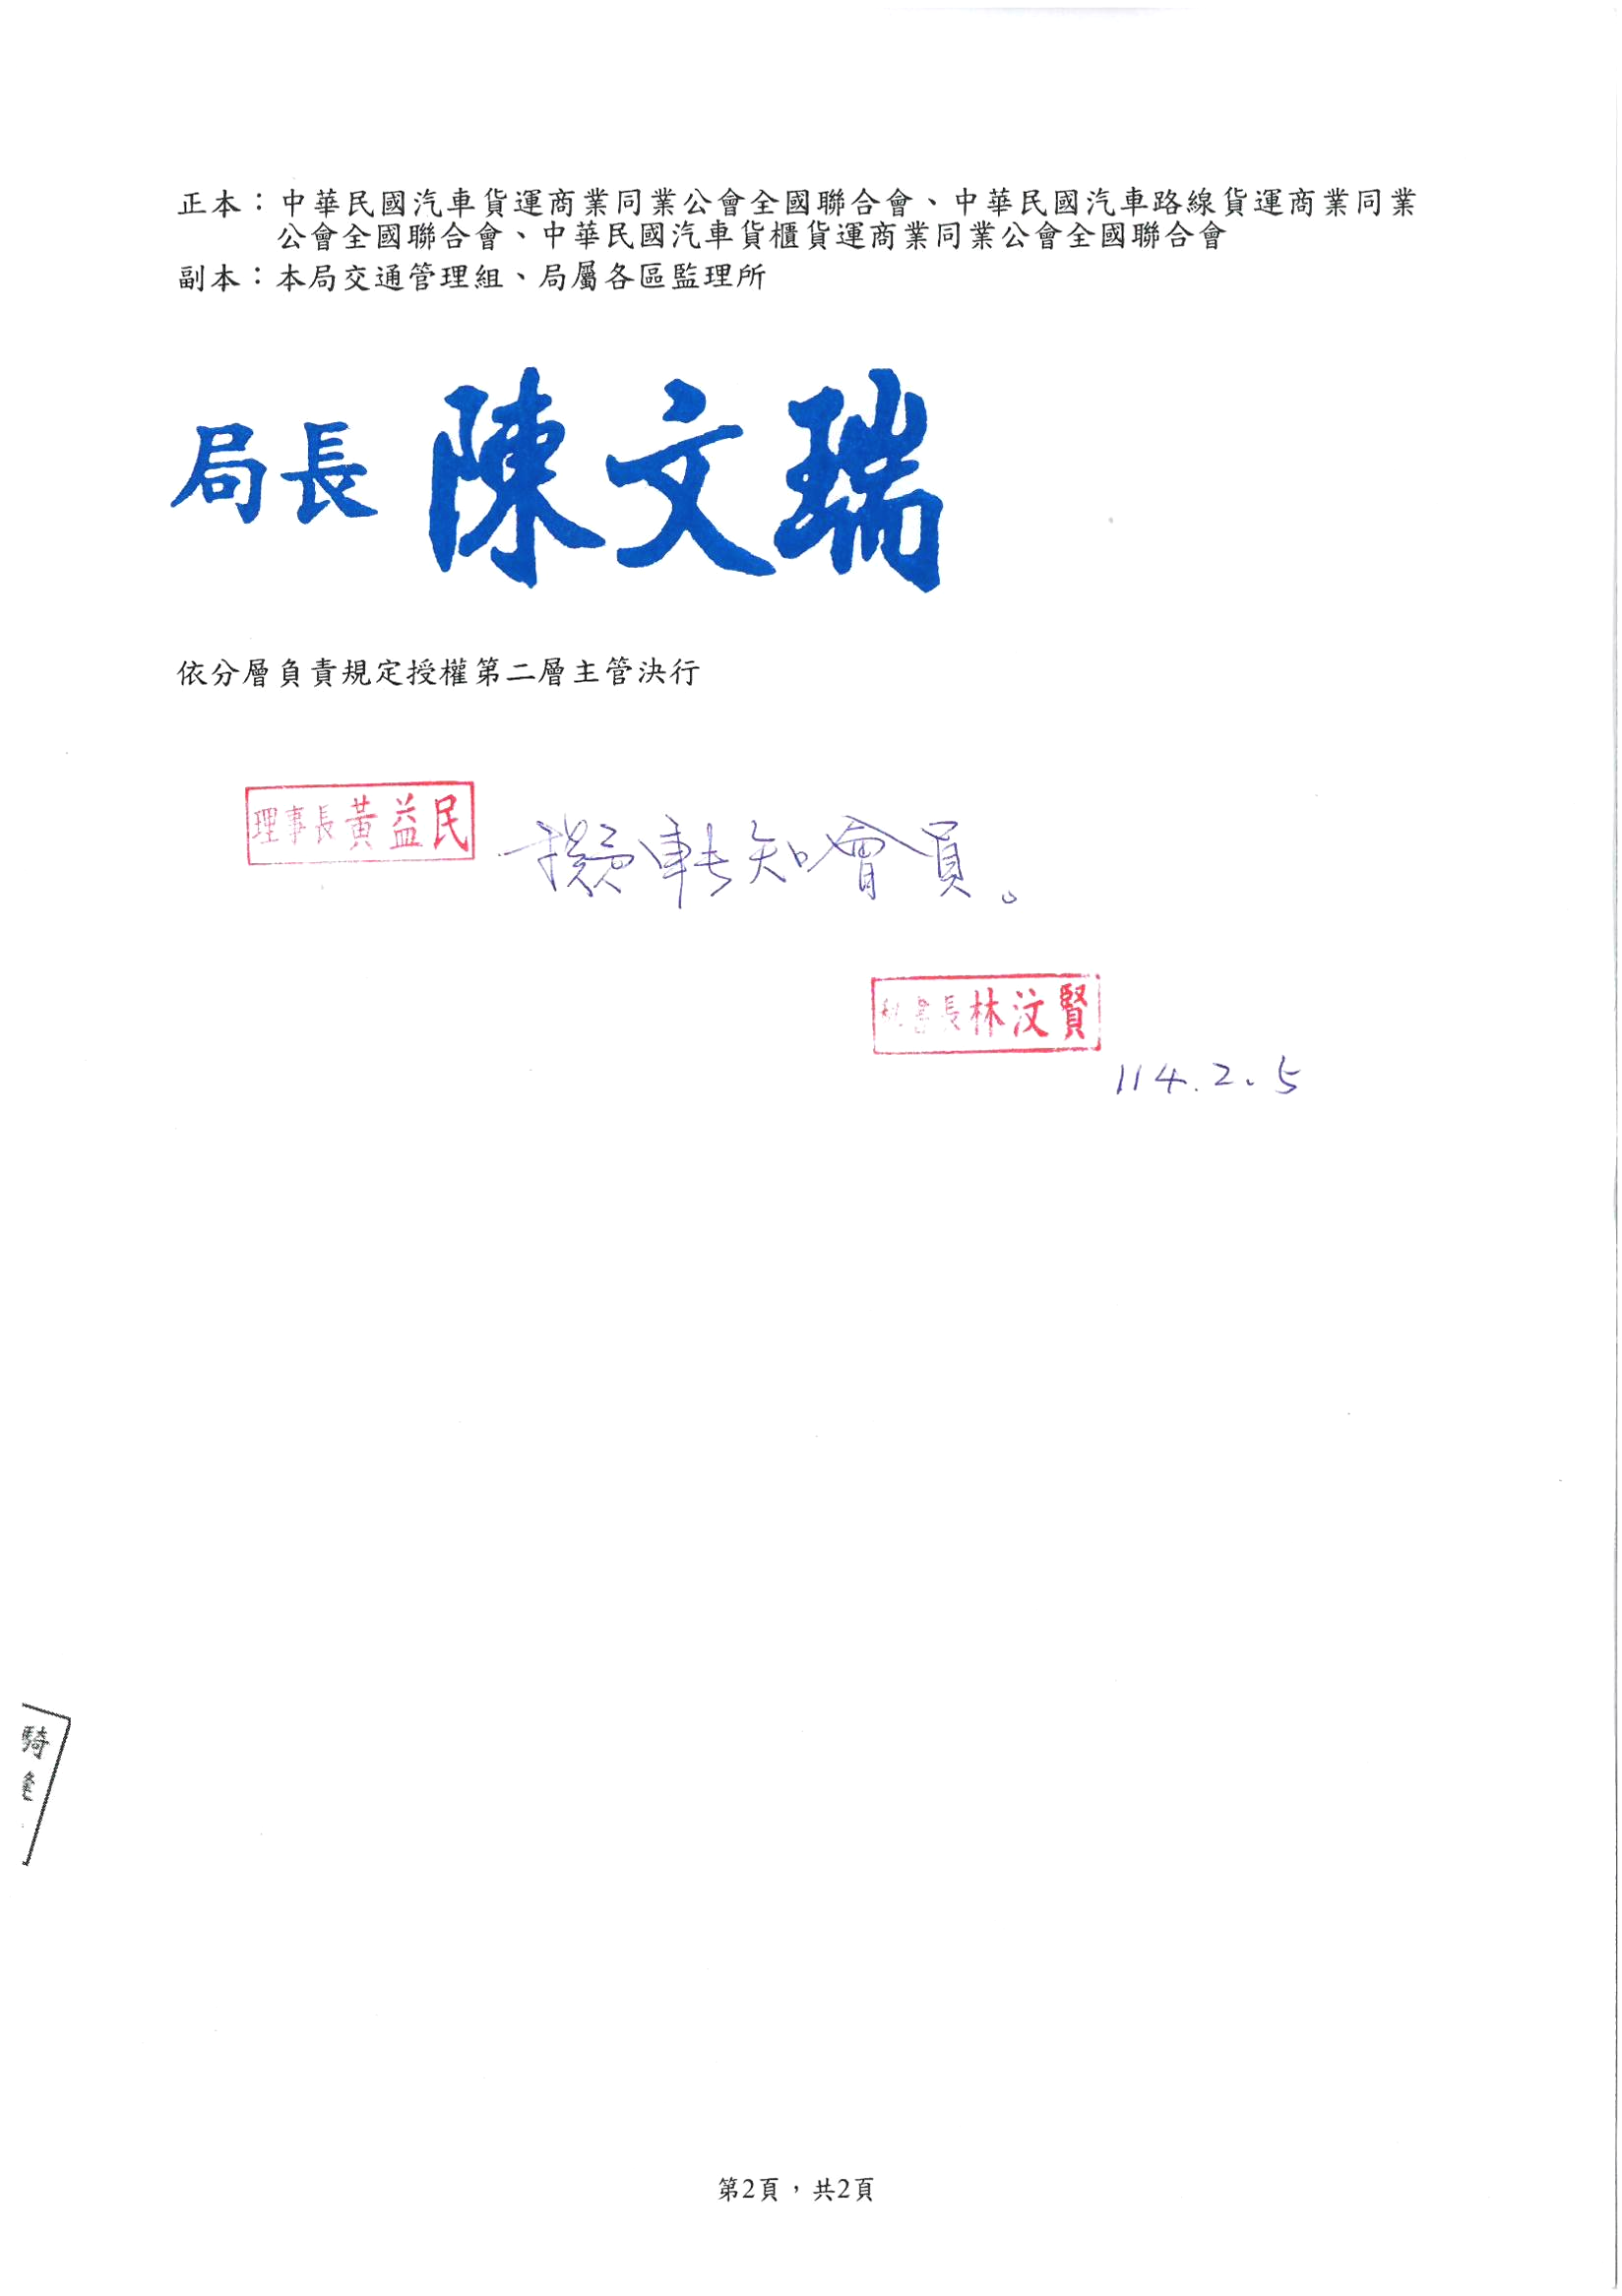 正本：中華民國汽車貨運商業同業公會全國聯合會、中華民國汽車路線貨運商業同業
公會全國聯合會、中華民國汽車貨櫃貨運商業同業公會全國聯合會
副本：本局交通管理組、局屬各區監理所
局長 陳文瑞
依分層負責規定授權第二層主管決行
理事長黃益民
擬轉知會員。
秘書長林汶賢
114.2.5
騎
第2頁，共2頁